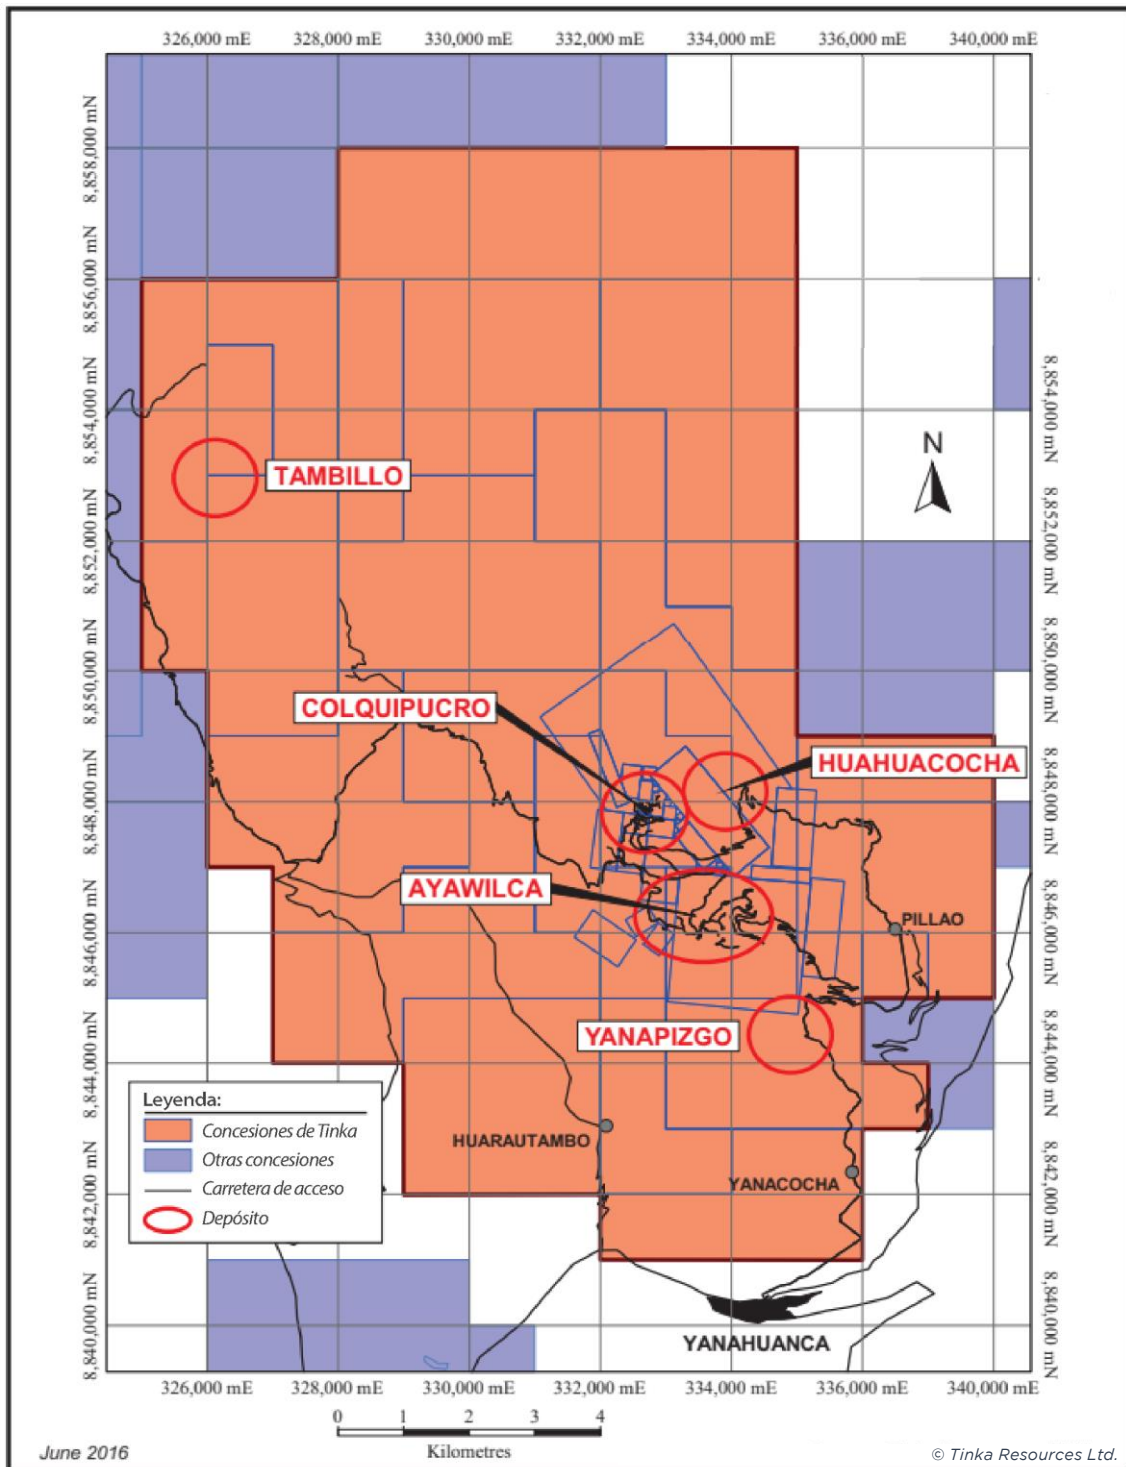 326,000 mE 328,000 mE 330,000 mE 332,000 mE 334,000 mE 336,000 mE 340,000 mE
8,858,000 mN
8,856,000 mN
8,854,000 mN
8,852,000 mN
8,850,000 mN
8,848,000 mN
8,846,000 mN
8,844,000 mN
8,842,000 mN
8,840,000 mN
8,854,000 mN
8,852,000 mN
8,850,000 mN
8,848,000 mN
8,846,000 mN
8,844,000 mN
8,842,000 mN
8,840,000 mN
N
TAMBILLO
COLQUIPUCRO
HUAHUACOCHA
AYAWILCA
PILLAO
YANAPIZGO
HUARAUTAMBO
YANACOCHA
YANAHUANCA
Leyenda:
Concesiones de Tinka
Otras concesiones
Carretera de acceso
Depósito
326,000 mE 328,000 mE 330,000 mE 332,000 mE 334,000 mE 336,000 mE 340,000 mE
0 1 2 3 4
Kilometres
June 2016
© Tinka Resources Ltd.